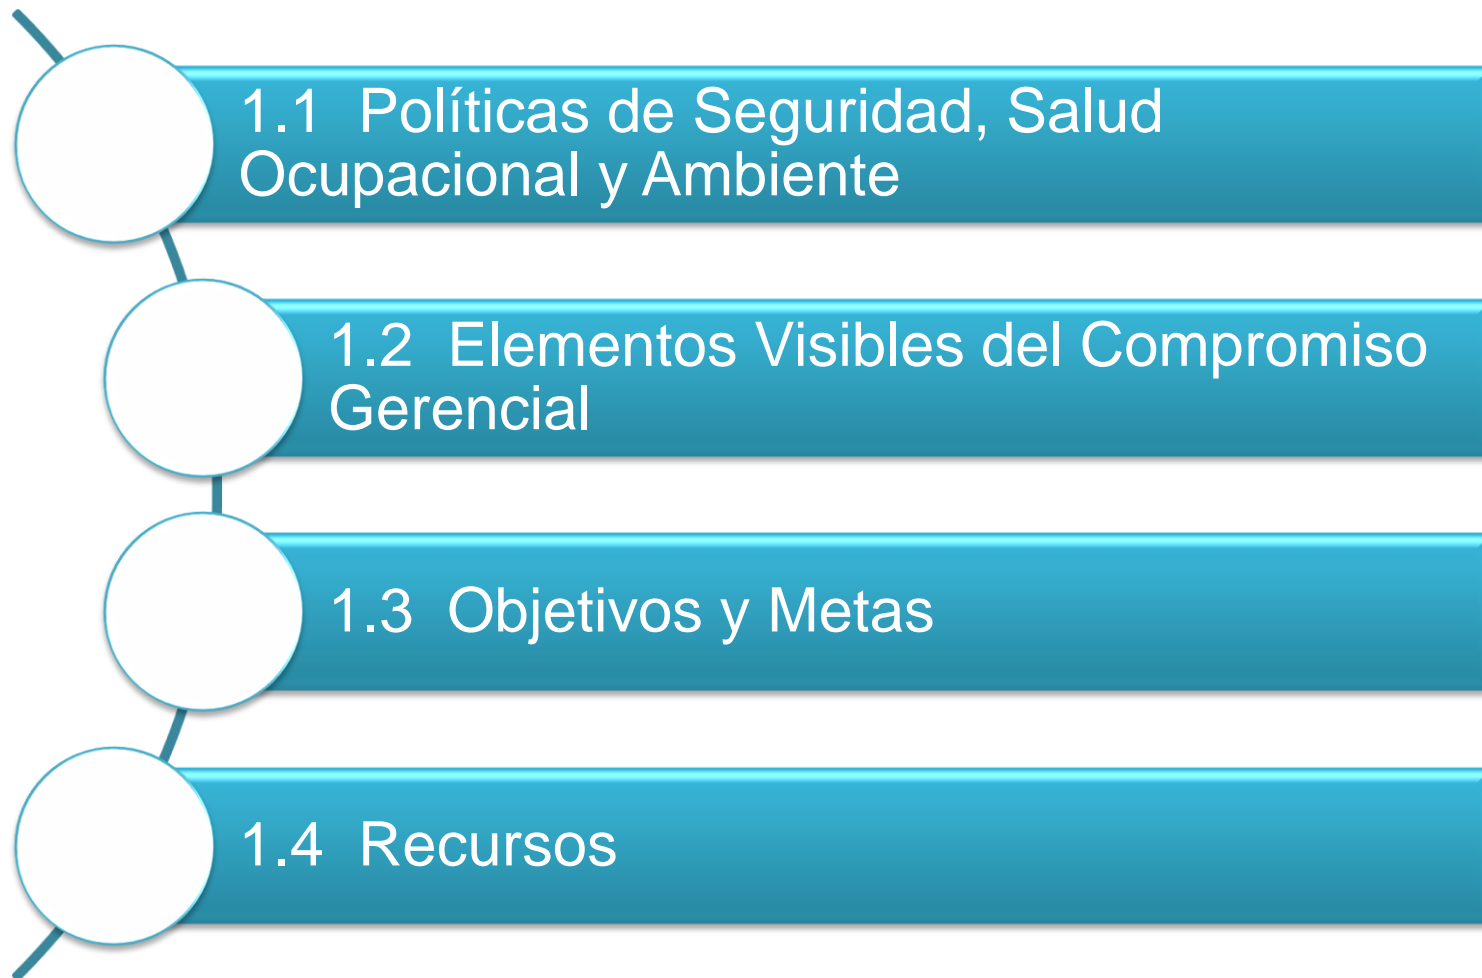 1.1 Políticas de Seguridad, Salud
Ocupacional y Ambiente
1.2 Elementos Visibles del Compromiso
Gerencial
1.3 Objetivos y Metas
1.4 Recursos